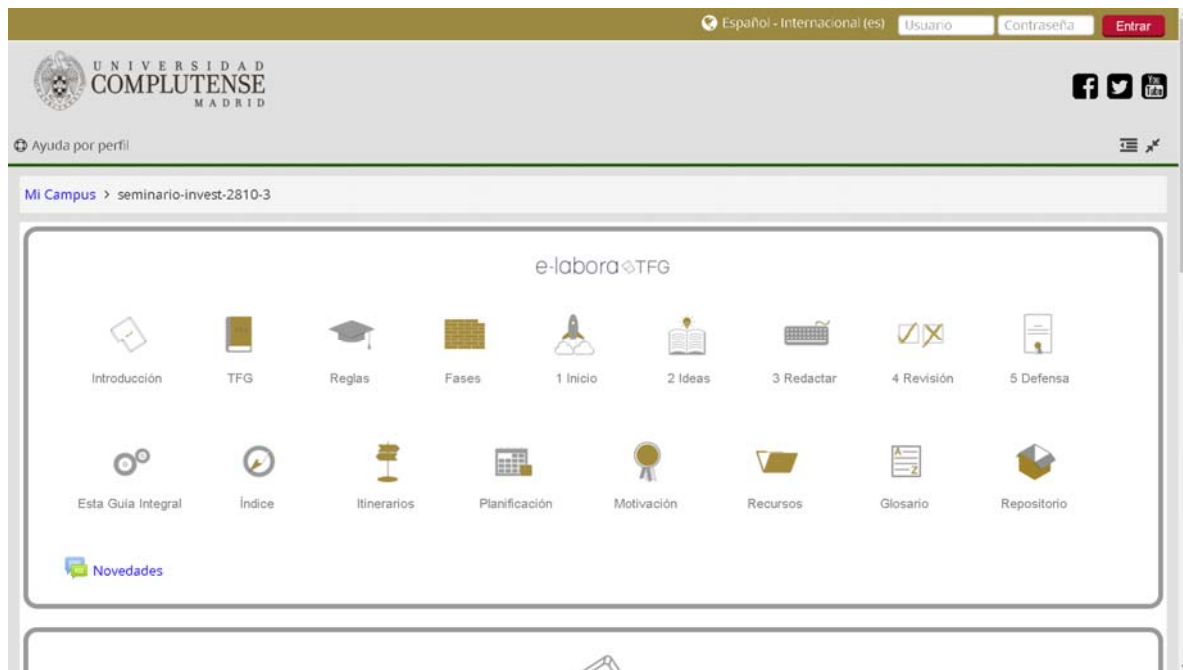 Español - Internacional (es) Usuario Contraseña Entrar
UNIVERSIDAD
COMPLUTENSE
MADRID
You
Tube
Ayuda por perfil
Mi Campus > seminario-invest-2810-3
e-labora TFG
Introducción TFG Reglas Fases 1 Inicio 2 Ideas 3 Redactar 4 Revisión 5 Defensa
A
Z
Esta Guía Integral Índice Itinerarios Planificación Motivación Recursos Glosario Repositorio
Novedades